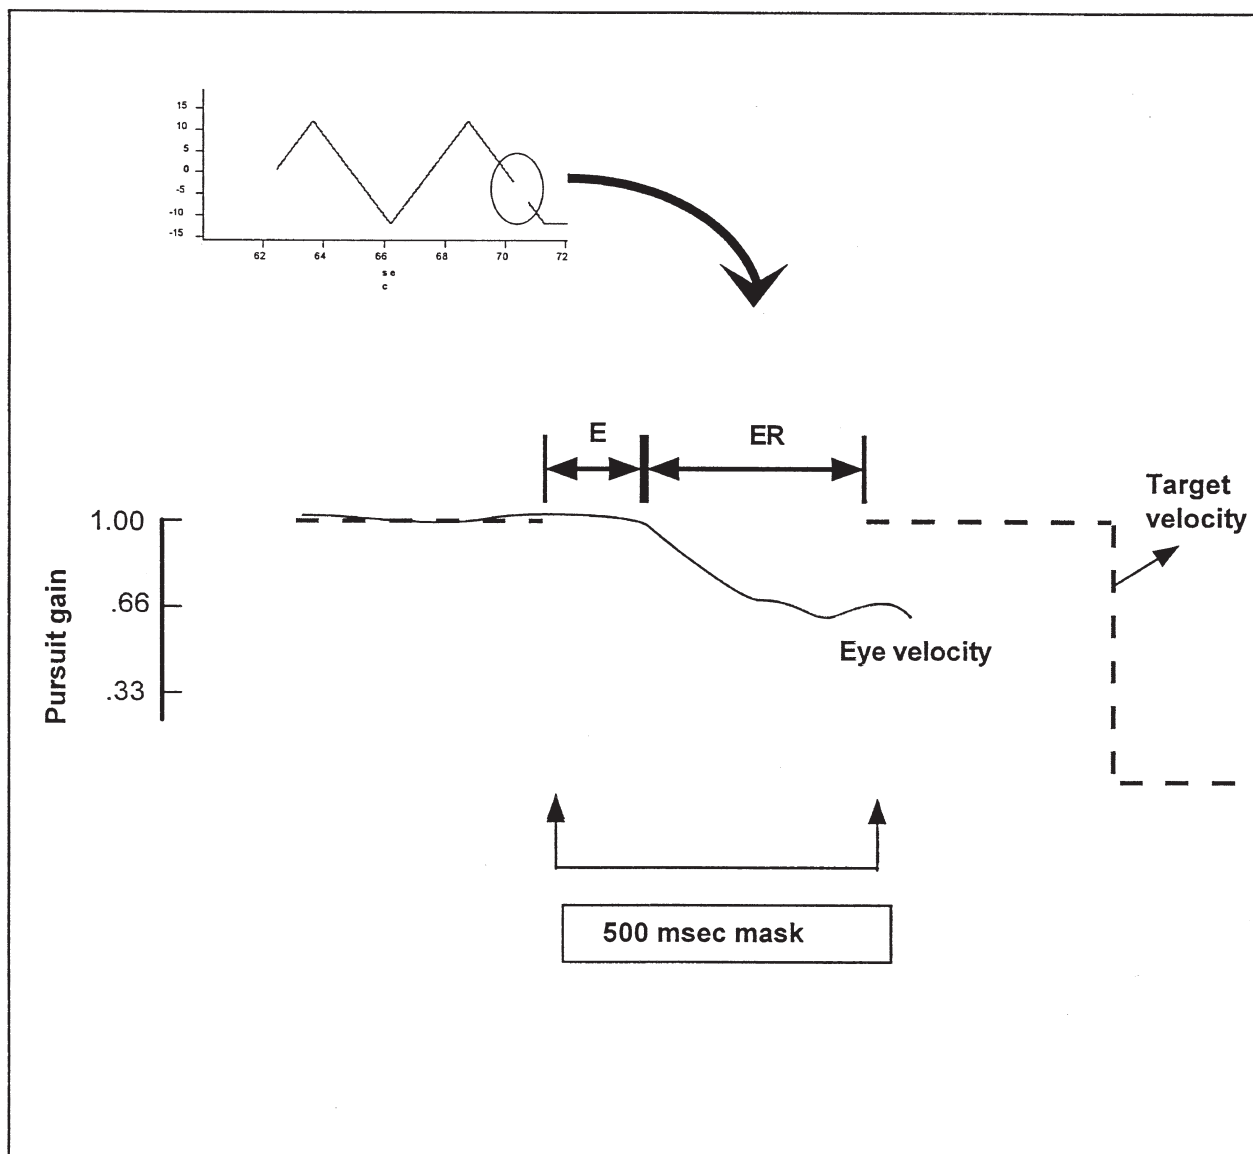 15
10
5
0
-5
-10
-15
62 64 66 68 70 72
s e
c
E ER
Target
velocity
1.00
.66
.33
Pursuit gain
Eye velocity
500 msec mask